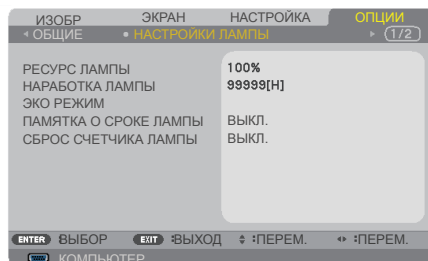 ИЗОБР ЭКРАН НАСТРОЙКА ОПЦИИ
ОБЩИЕ • НАСТРОЙКИ ЛАМПЫ 1/2
РЕСУРС ЛАМПЫ 100%
НАРАБОТКА ЛАМПЫ 99999[H]
ЭКО РЕЖИМ
ПАМЯТКА О СРОКЕ ЛАМПЫ ВЫКЛ.
СБРОС СЧЕТЧИКА ЛАМПЫ ВЫКЛ.
ENTER :ВЫБОР EXIT :ВЫХОД :ПЕРЕМ. :ПЕРЕМ.
КОМПЬЮТЕР